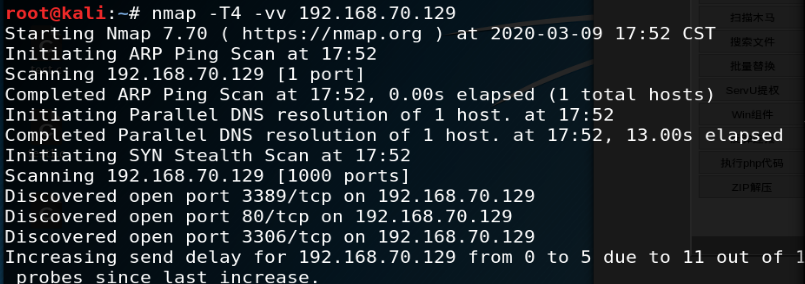 root@kali:~# nmap -T4 -vv 192.168.70.129
Starting Nmap 7.70 ( https://nmap.org ) at 2020-03-09 17:52 CST
Initiating ARP Ping Scan at 17:52
Scanning 192.168.70.129 [1 port]
Completed ARP Ping Scan at 17:52, 0.00s elapsed (1 total hosts)
Initiating Parallel DNS resolution of 1 host. at 17:52
Completed Parallel DNS resolution of 1 host. at 17:52, 13.00s elapsed
Initiating SYN Stealth Scan at 17:52
Scanning 192.168.70.129 [1000 ports]
Discovered open port 3389/tcp on 192.168.70.129
Discovered open port 80/tcp on 192.168.70.129
Discovered open port 3306/tcp on 192.168.70.129
Increasing send delay for 192.168.70.129 from 0 to 5 due to 11 out of 1
probes since last increase.
扫描木马
搜索文件
批量替换
ServU提权
Win组件
执行php代码
ZIP解压